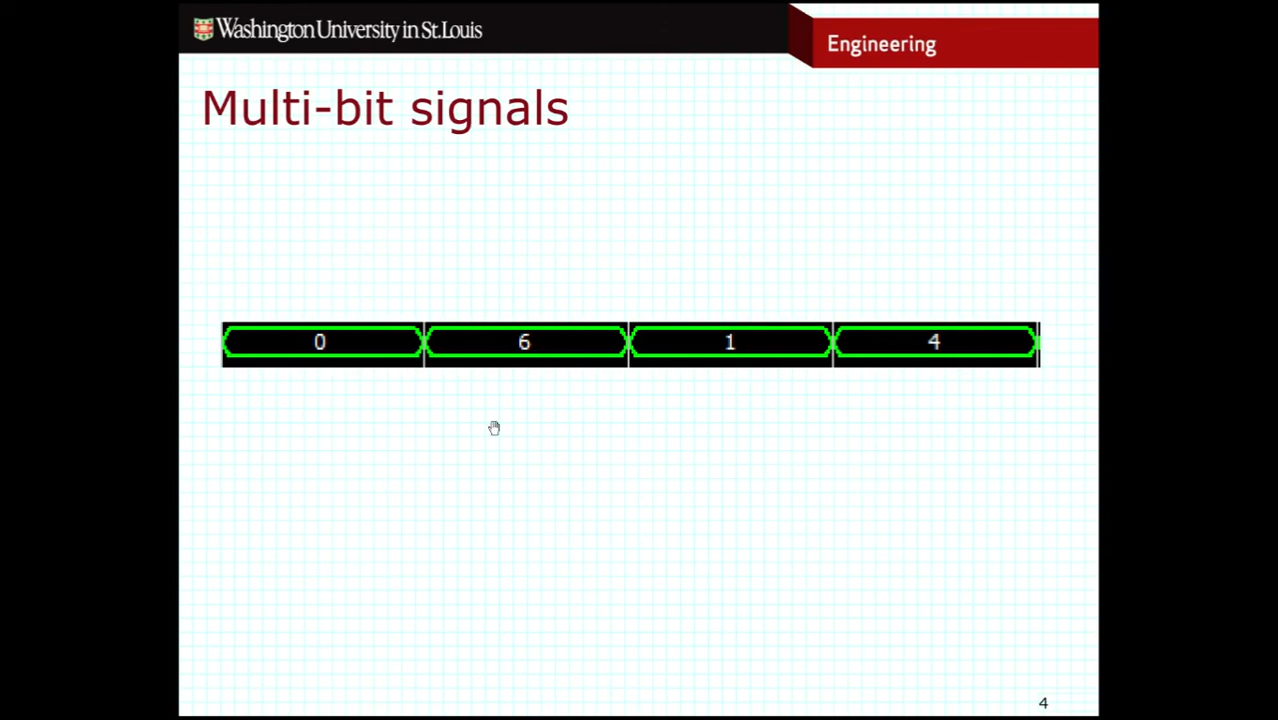 Washington University in St.Louis
Engineering
Multi-bit signals
0 6 1 4
4